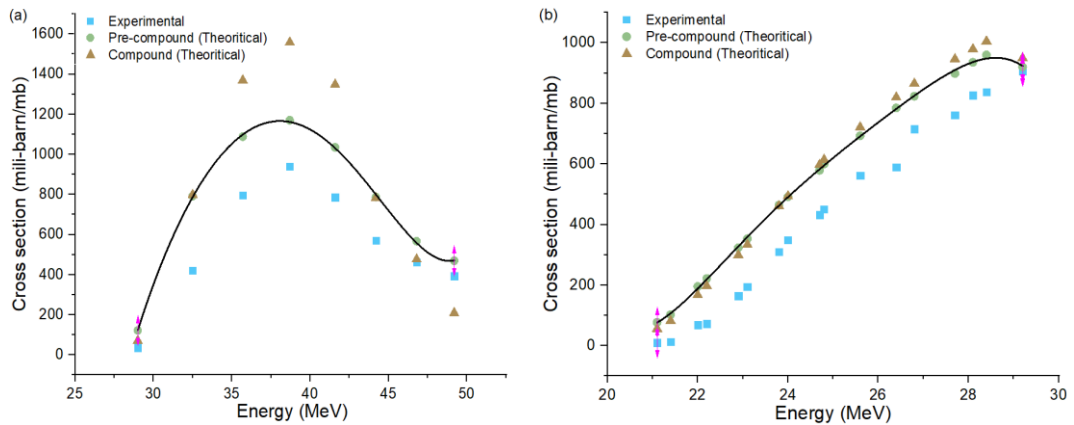 (a)
Experimental
Pre-compound (Theoritical)
Compound (Theoritical)
1600
1400
1200
1000
800
600
400
200
0
Cross section (mili-barn/mb)
25 30 35 40 45 50
Energy (MeV)
(b)
Experimental
Pre-compound (Theoritical)
Compound (Theoritical)
1000
800
600
400
200
0
Cross section (mili-barn/mb)
20 22 24 26 28 30
Energy (MeV)